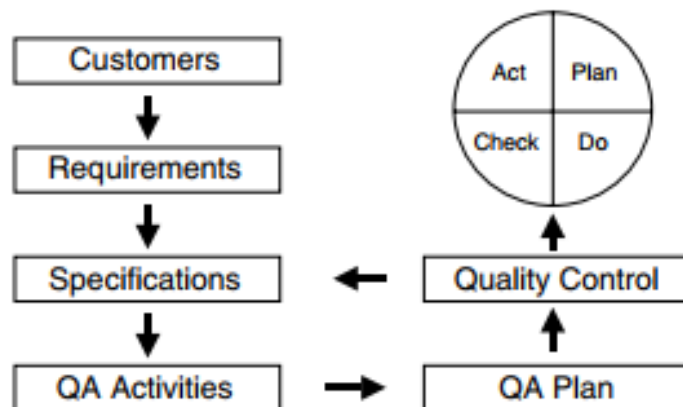 Customers
Requirements
Specifications
QA Activities
Act
Plan
Check
Do
Quality Control
QA Plan